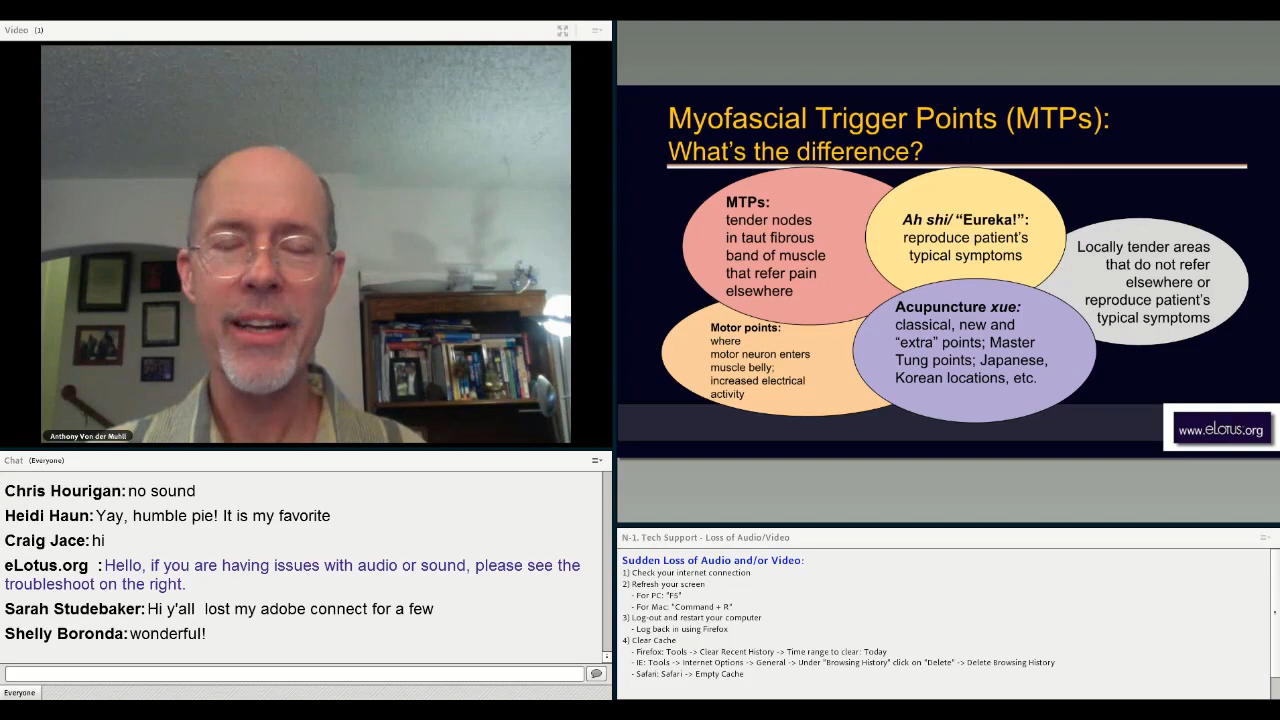 Video (1)
Anthony Von der Muhll
Chat (Everyone)
Chris Hourigan: no sound
Heidi Haun: Yay, humble pie! It is my favorite
Craig Jace: hi
eLotus.org : Hello, if you are having issues with audio or sound, please see the
troubleshoot on the right.
Sarah Studebaker: Hi y'all lost my adobe connect for a few
Shelly Boronda: wonderful!
Everyone
Myofascial Trigger Points (MTPs):
What's the difference?
MTPs:
tender nodes
in taut fibrous
band of muscle
that refer pain
elsewhere
Ah shi/ “Eureka!”:
reproduce patient's
typical symptoms
Locally tender areas
that do not refer
elsewhere or
reproduce patient's
typical symptoms
Motor points:
where
motor neuron enters
muscle belly;
increased electrical
activity
Acupuncture xue:
classical, new and
“extra” points; Master
Tung points; Japanese,
Korean locations, etc.
www.eLotus.org
N-1. Tech Support - Loss of Audio/Video
Sudden Loss of Audio and/or Video:
1) Check your internet connection
2) Refresh your screen
- For PC: "F5"
- For Mac: "Command + R"
3) Log-out and restart your computer
- Log back in using Firefox
4) Clear Cache
- Firefox: Tools -> Clear Recent History -> Time range to clear: Today
- IE: Tools -> Internet Options -> General -> Under "Browsing History" click on "Delete" -> Delete Browsing History
- Safari: Safari -> Empty Cache